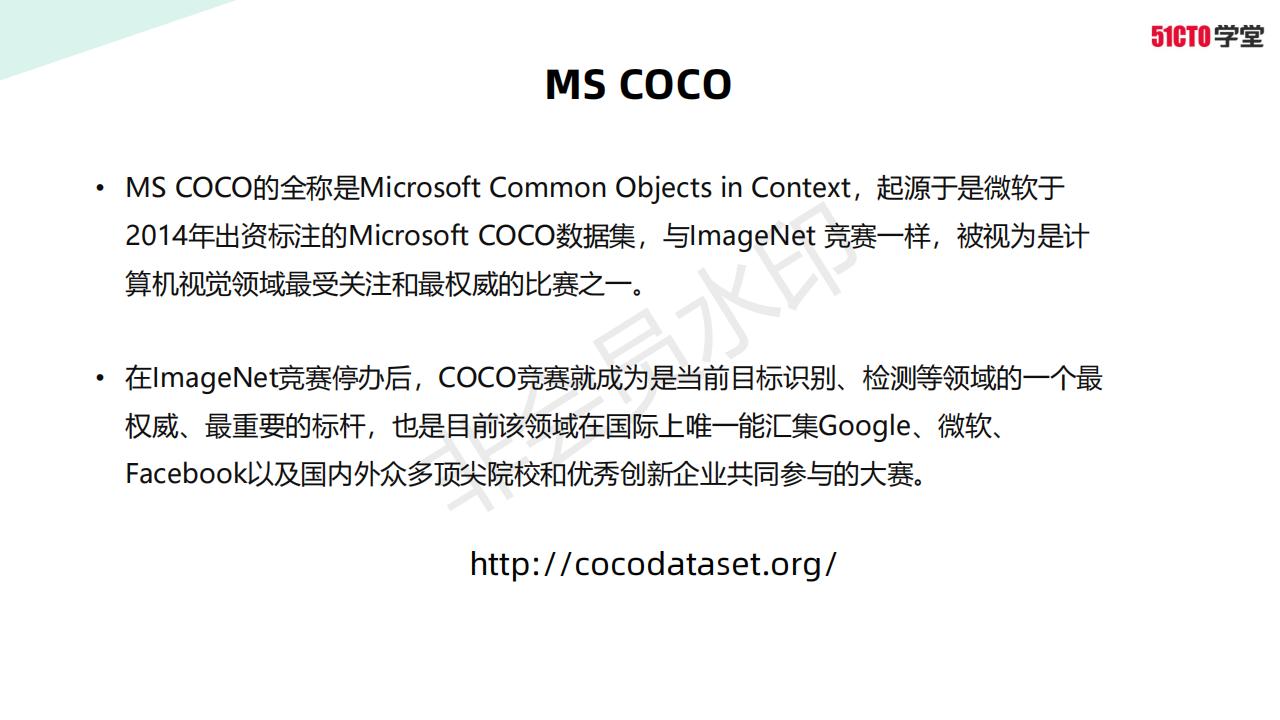 51CTO学堂
MS COCO
• MS COCO的全称是Microsoft Common Objects in Context，起源于是微软于
2014年出资标注的Microsoft COCO数据集，与ImageNet 竞赛一样，被视为是计
算机视觉领域最受关注和最权威的比赛之一。
• 在ImageNet竞赛停办后，COCO竞赛就成为是当前目标识别、检测等领域的一个最
权威、最重要的标杆，也是目前该领域在国际上唯一能汇集Google、微软、
Facebook以及国内外众多顶尖院校和优秀创新企业共同参与的大赛。
http://cocodataset.org/
非会员水印